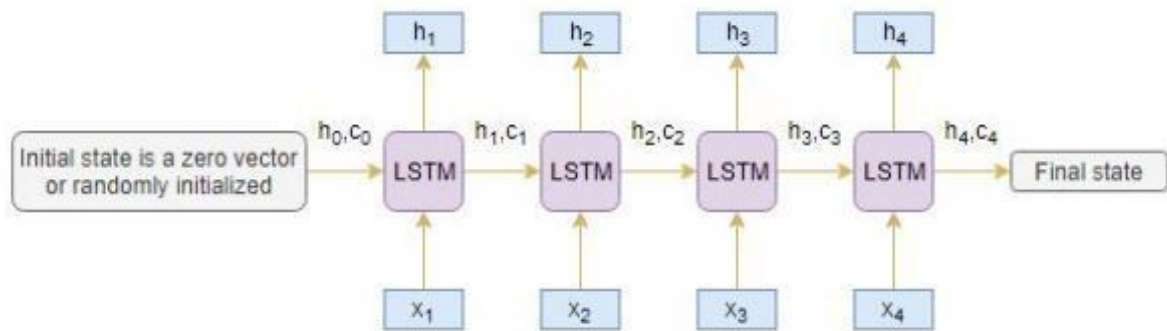 h₁ h₂ h₃ h₄
h₀,c₀ h₁,c₁ h₂,c₂ h₃,c₃ h₄,c₄
Initial state is a zero vector
or randomly initialized
LSTM LSTM LSTM LSTM
Final state
x₁ x₂ x₃ x₄